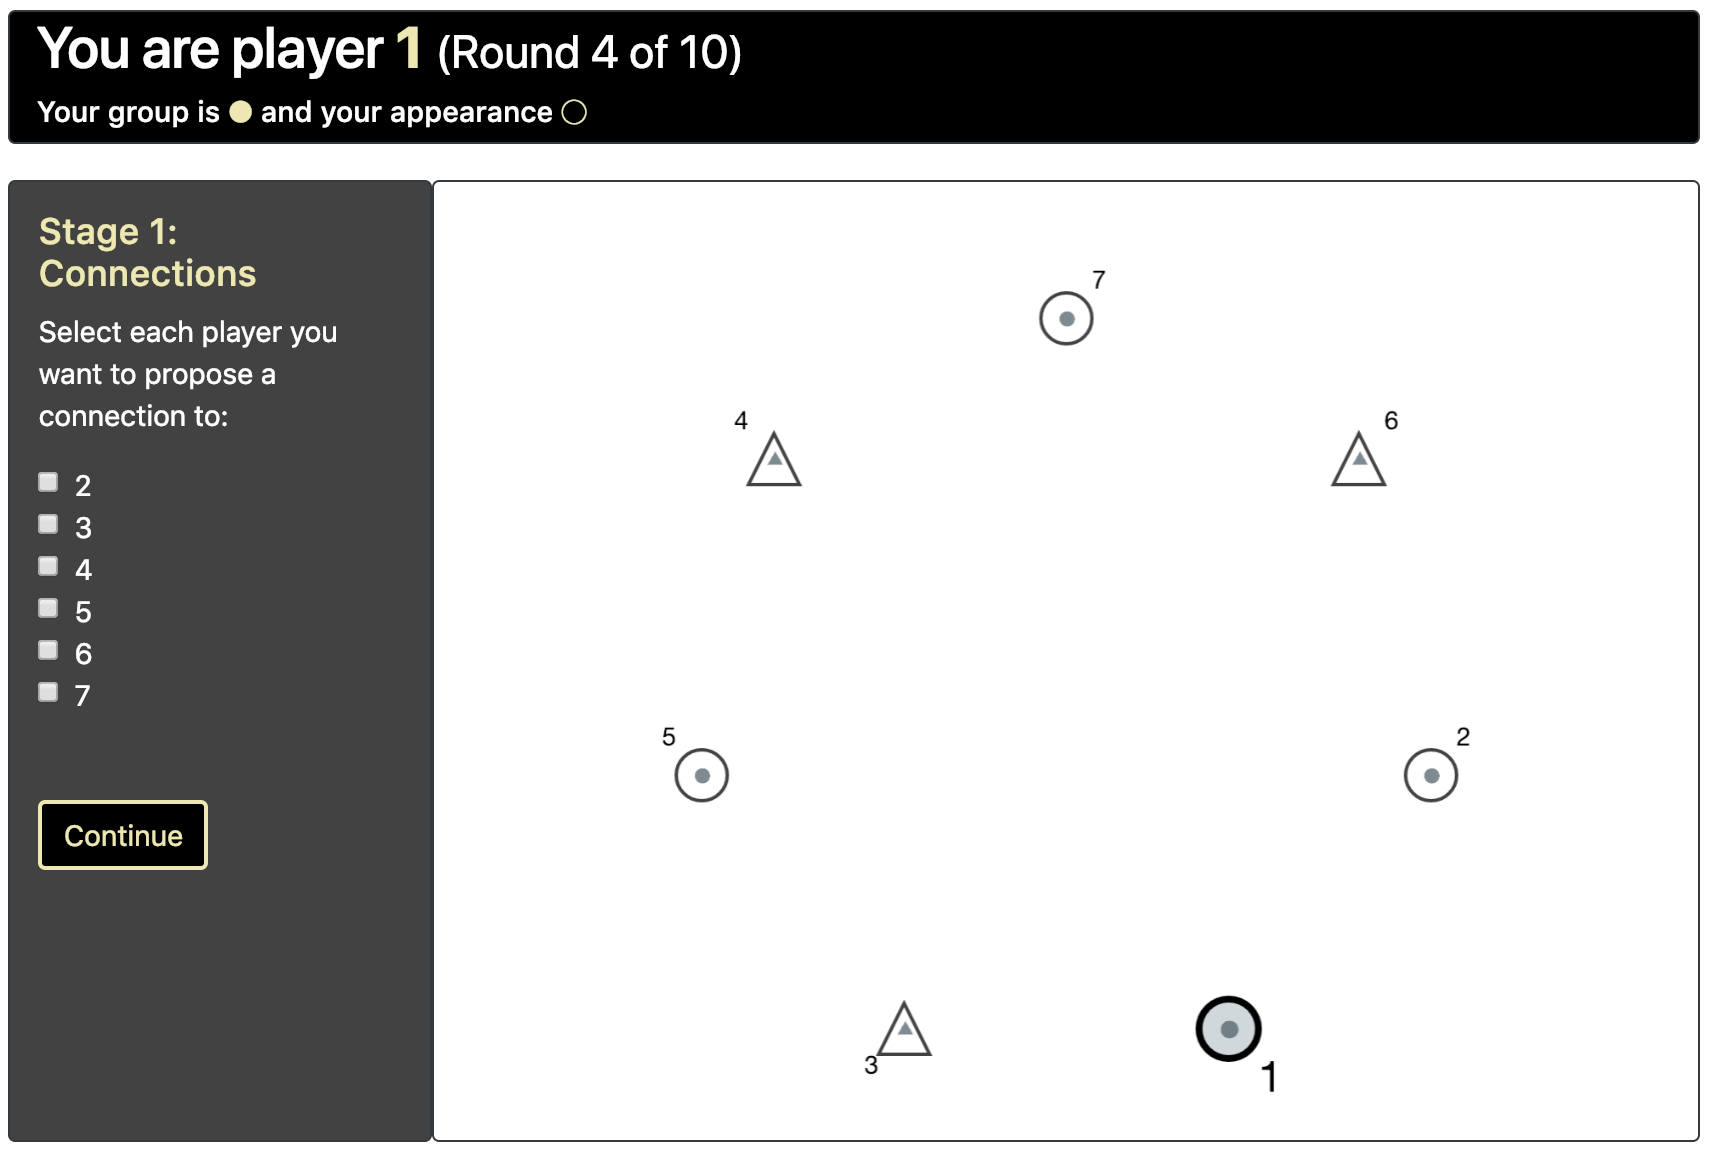 You are player 1 (Round 4 of 10)
Your group is and your appearance
Stage 1:
Connections
Select each player you
want to propose a
connection to:
2
3
4
5
6
7
Continue
7
4
6
5
2
3
1